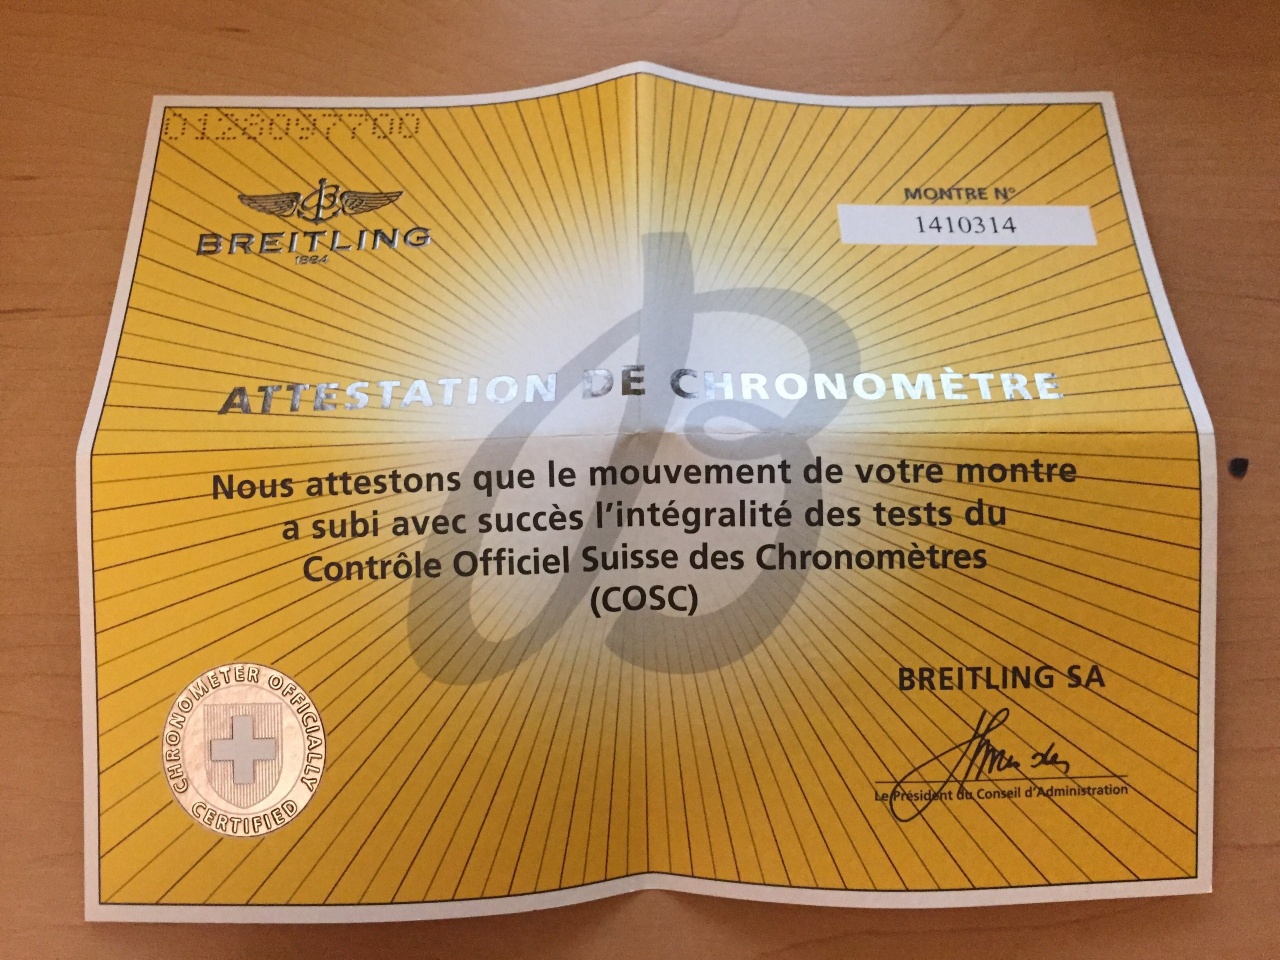 0128097700
BREITLING
1884
MONTRE N°
1410314
ATTESTATION DE CHRONOMÈTRE
Nous attestons que le mouvement de votre montre
a subi avec succès l'intégralité des tests du
Contrôle Officiel Suisse des Chronomètres
(COSC)
CHRONOMETER OFFICIALLY CERTIFIED
BREITLING SA
Le Président du Conseil d'Administration